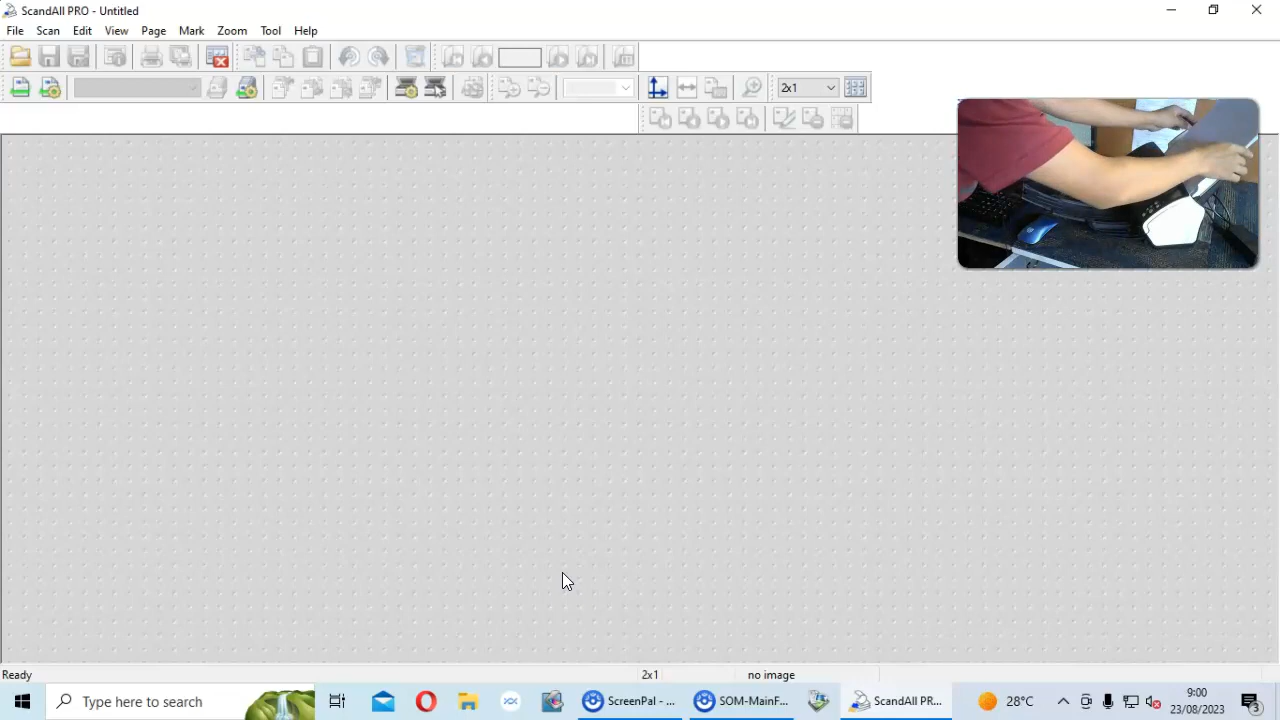 ScandAll PRO - Untitled
File Scan Edit View Page Mark Zoom Tool Help
2x1
Ready 2x1 no image
Type here to search
ScreenPal - ...
SOM-MainF...
ScandAll PR...
28°C
9:00
23/08/2023
3